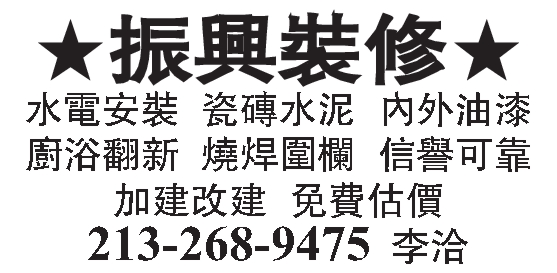 ★振興裝修★
水電安裝 瓷磚水泥 內外油漆
廚浴翻新 燒焊圍欄 信譽可靠
加建改建 免費估價
213-268-9475 李洽